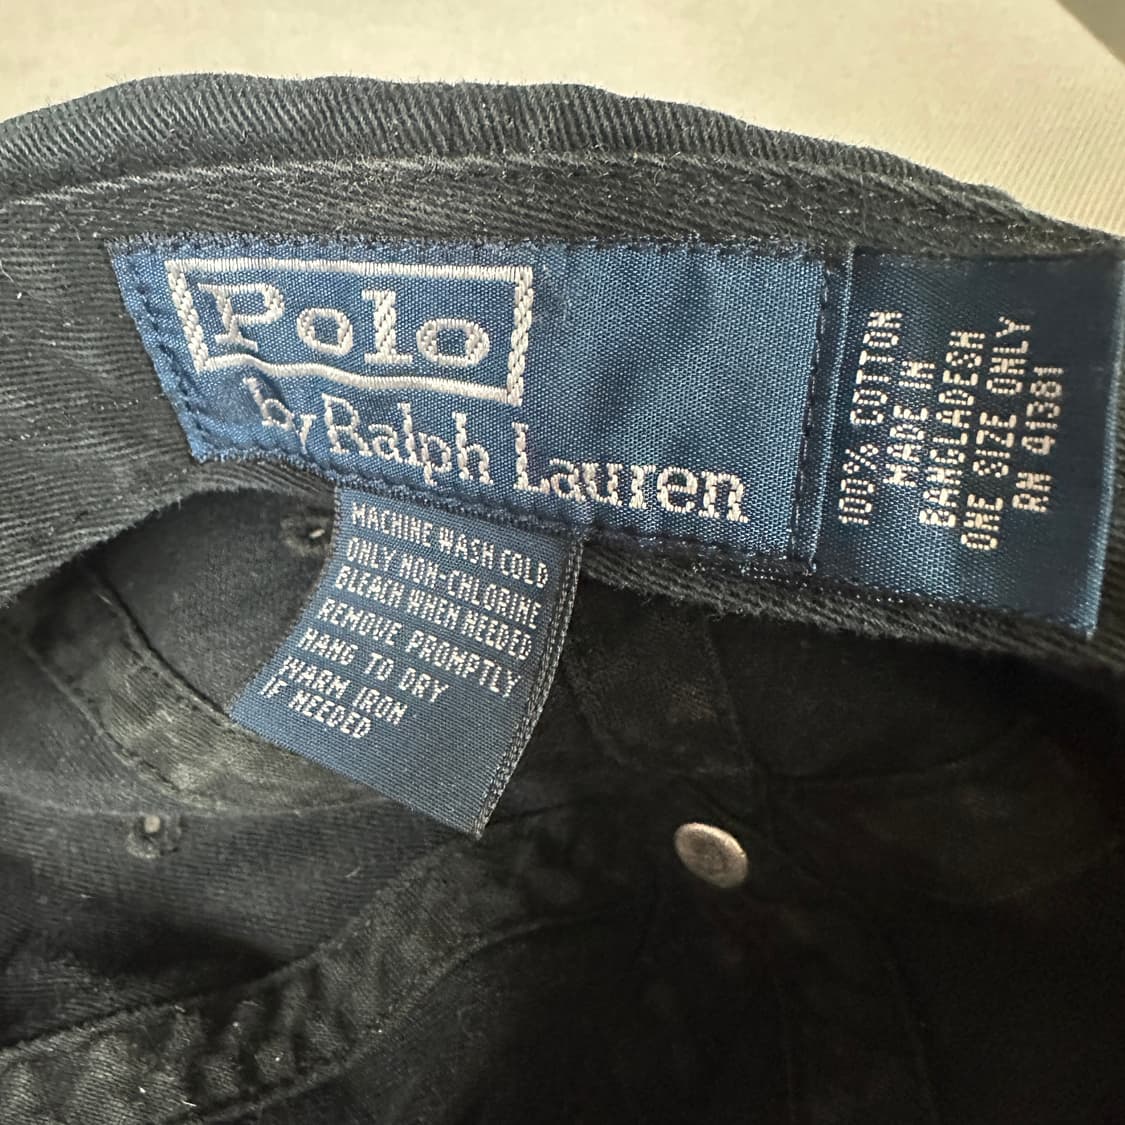 Polo
by Ralph Lauren
100% COTTON
MADE IN
BANGLADESH
ONE SIZE ONLY
RN 41381
MACHINE WASH COLD
ONLY NON-CHLORINE
BLEACH WHEN NEEDED
REMOVE PROMPTLY
HANG TO DRY
WARM IRON
IF NEEDED